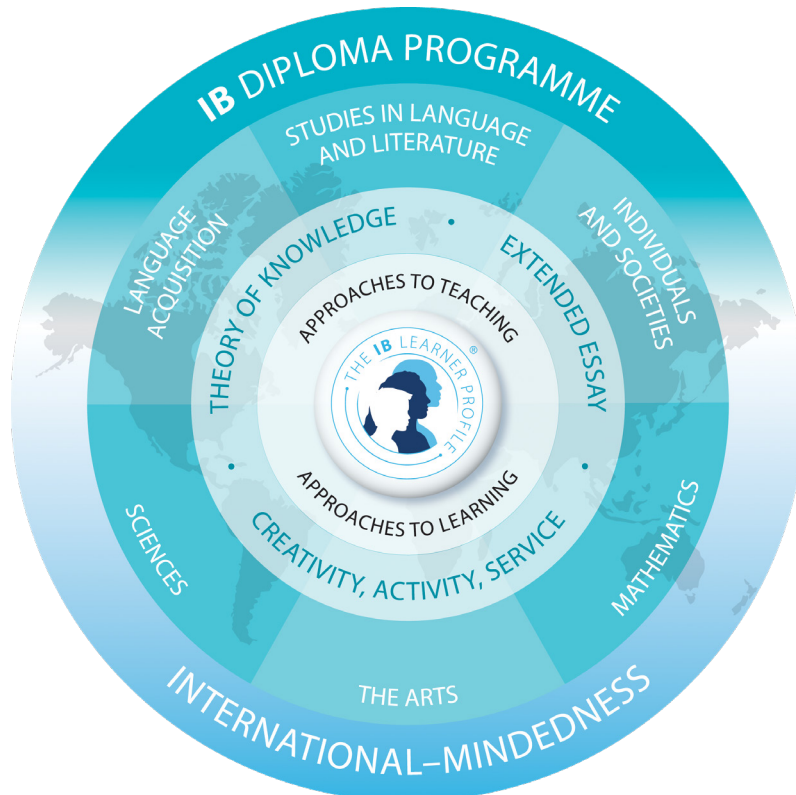 IB DIPLOMA PROGRAMME
STUDIES IN LANGUAGE
AND LITERATURE
LANGUAGE
ACQUISITION
INDIVIDUALS
AND SOCIETIES
THEORY OF KNOWLEDGE •
EXTENDED ESSAY •
APPROACHES TO TEACHING
THE IB LEARNER PROFILE ®
APPROACHES TO LEARNING
• CREATIVITY, ACTIVITY, SERVICE
SCIENCES
MATHEMATICS
THE ARTS
INTERNATIONAL–MINDEDNESS